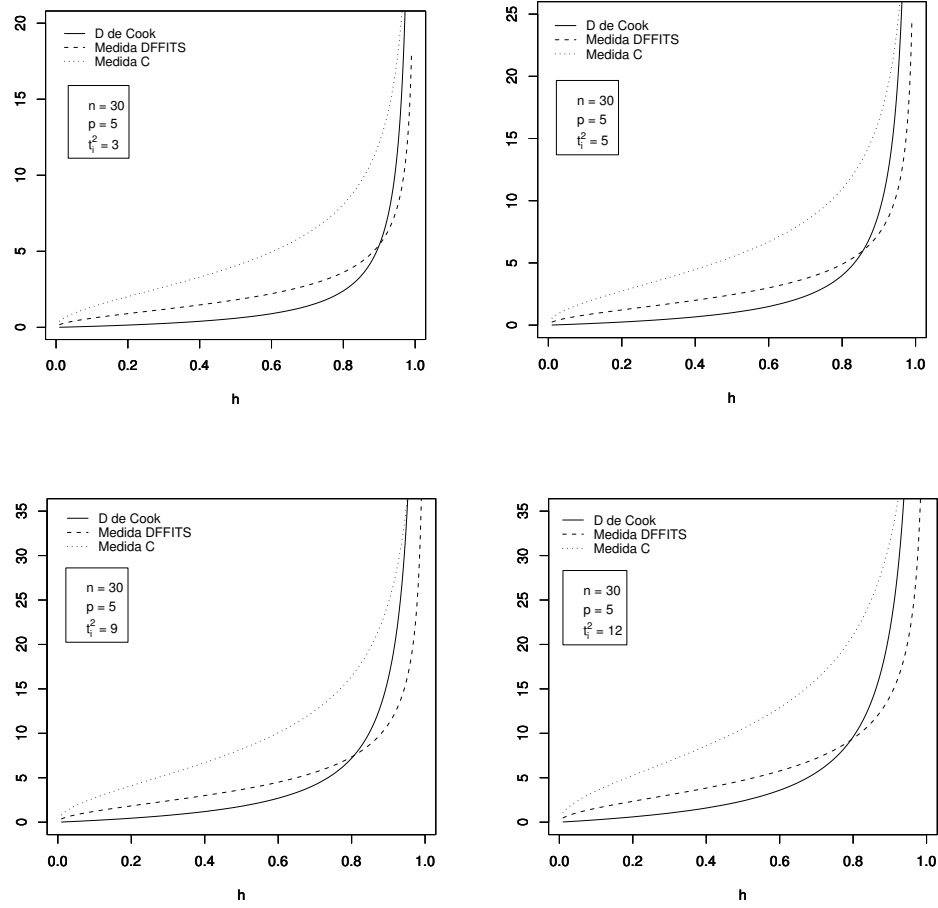 D de Cook
Medida DFFITS
Medida C
n = 30
p = 5
t_i^2 = 3
0 5 10 15 20
0.0 0.2 0.4 0.6 0.8 1.0
h
D de Cook
Medida DFFITS
Medida C
n = 30
p = 5
t_i^2 = 5
0 5 10 15 20 25
0.0 0.2 0.4 0.6 0.8 1.0
h
D de Cook
Medida DFFITS
Medida C
n = 30
p = 5
t_i^2 = 9
0 5 10 15 20 25 30 35
0.0 0.2 0.4 0.6 0.8 1.0
h
D de Cook
Medida DFFITS
Medida C
n = 30
p = 5
t_i^2 = 12
0 5 10 15 20 25 30 35
0.0 0.2 0.4 0.6 0.8 1.0
h